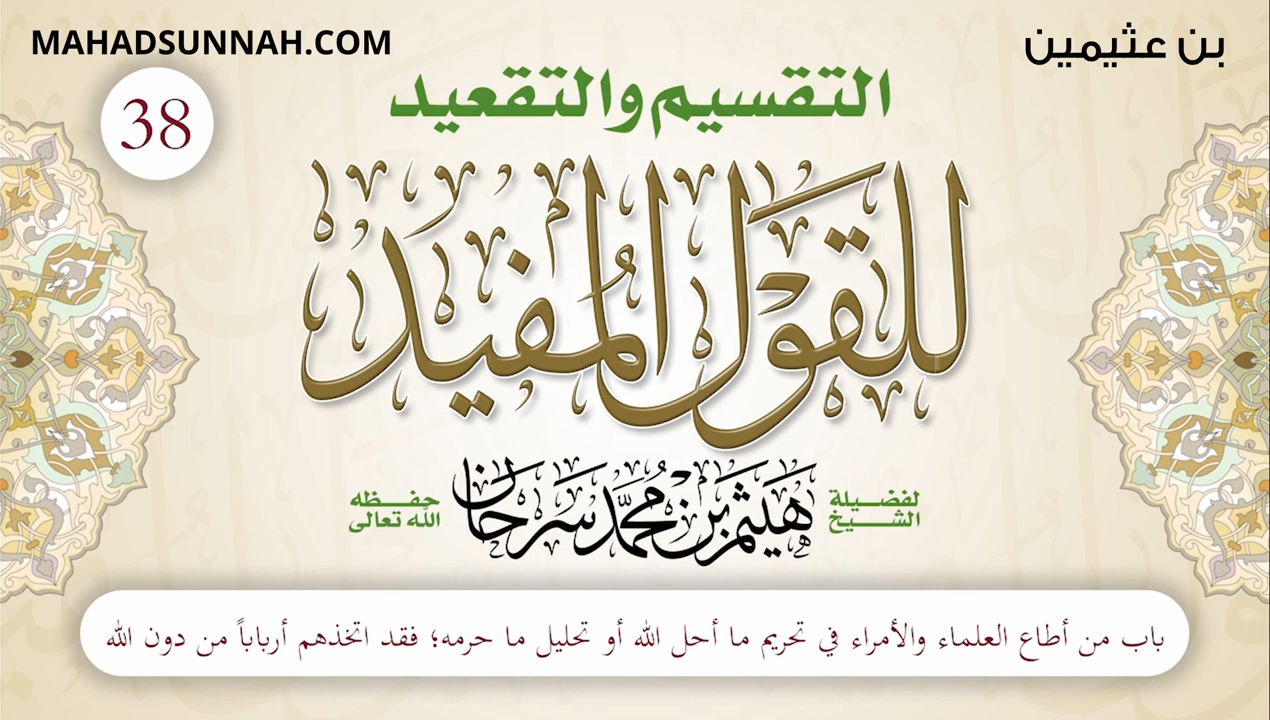 MAHADSUNNAH.COM
بن عثيمين
38
التقسيم والتقعيد
للقول المفيد
لفضيلة الشيخ
هيثم بن محمد سرحان
حفظه الله تعالى
باب من أطاع العلماء والأمراء في تحريم ما أحل الله أو تحليل ما حرمه؛ فقد اتخذهم أرباباً من دون الله